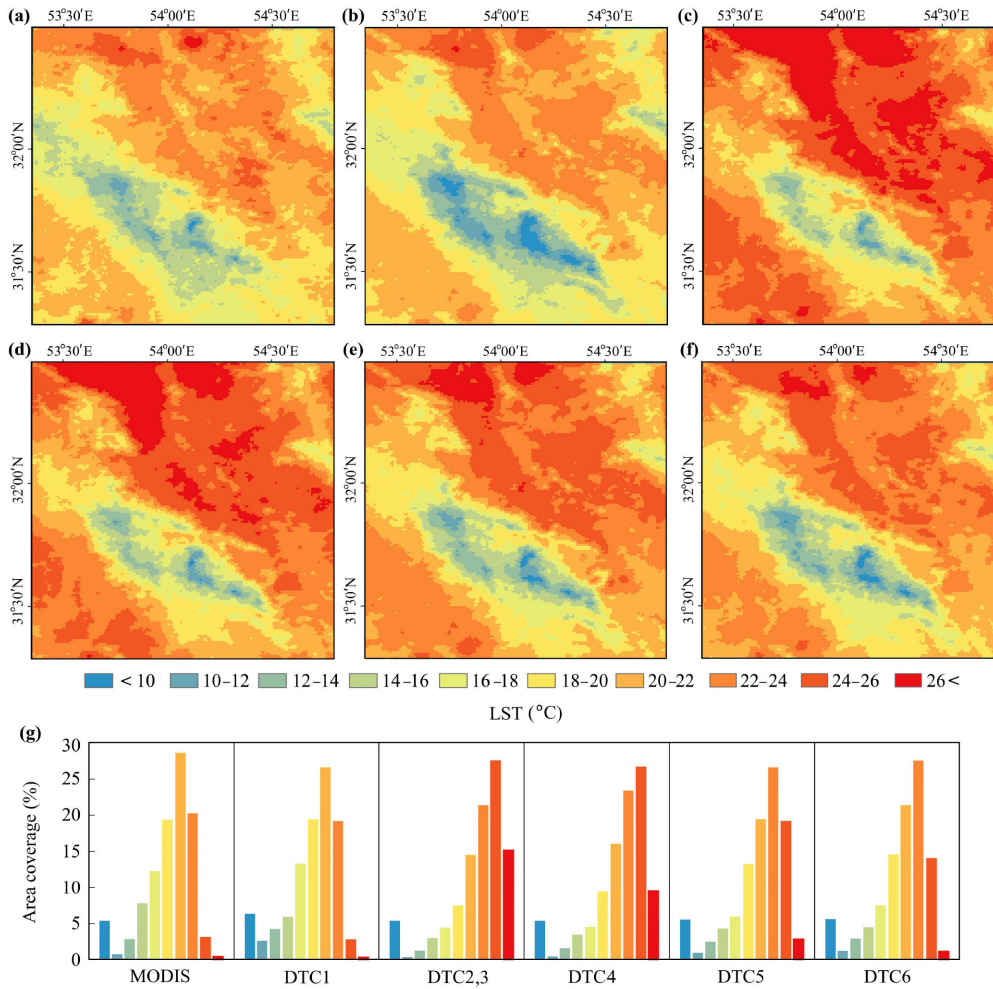 (a) 53°30′E 54°00′E 54°30′E (b) 53°30′E 54°00′E 54°30′E (c) 53°30′E 54°00′E 54°30′E
32°00′N 32°00′N 32°00′N
31°30′N 31°30′N 31°30′N
(d) 53°30′E 54°00′E 54°30′E (e) 53°30′E 54°00′E 54°30′E (f) 53°30′E 54°00′E 54°30′E
32°00′N 32°00′N 32°00′N
31°30′N 31°30′N 31°30′N
< 10 10–12 12–14 14–16 16–18 18–20 20–22 22–24 24–26 26<
LST (°C)
(g)
Area coverage (%)
30
25
20
15
10
5
0
MODIS DTC1 DTC2,3 DTC4 DTC5 DTC6